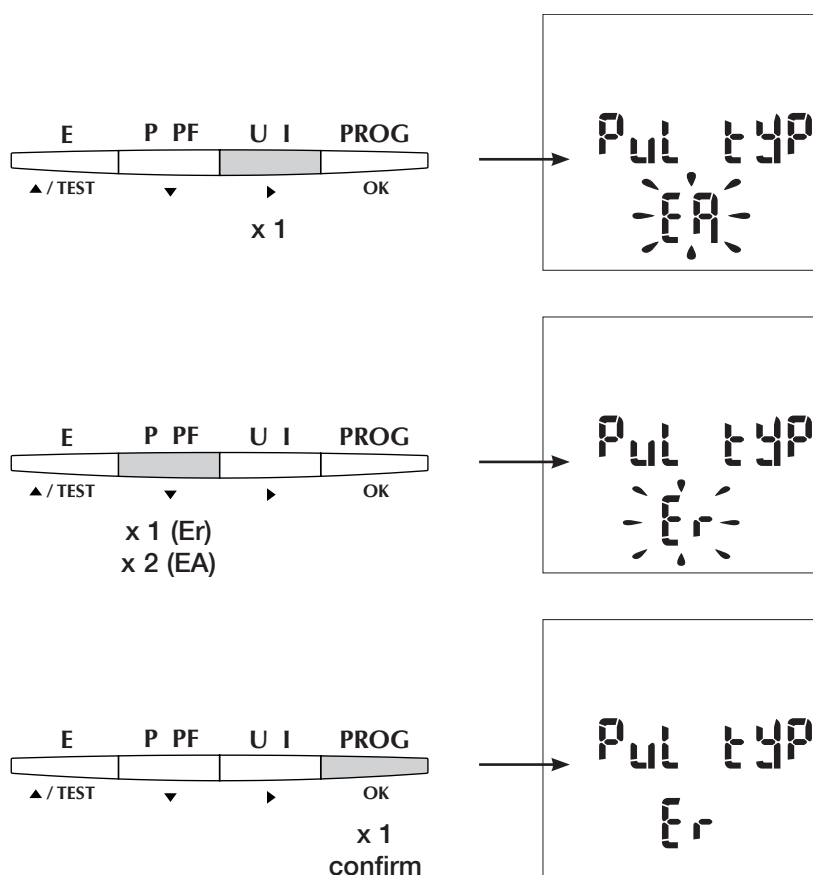 E P PF U I PROG
▲ / TEST ▼ ► OK
x 1
PuL tYP
EA
E P PF U I PROG
▲ / TEST ▼ ► OK
x 1 (Er)
x 2 (EA)
PuL tYP
Er
E P PF U I PROG
▲ / TEST ▼ ► OK
x 1
confirm
PuL tYP
Er